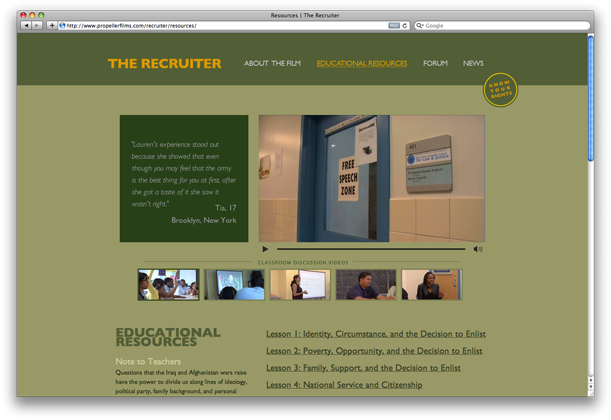 Resources | The Recruiter
http://www.propellerfilms.com/recruiter/resources/
Google
THE RECRUITER
ABOUT THE FILM
EDUCATIONAL RESOURCES
FORUM
NEWS
KNOW
YOUR
RIGHTS
"Lauren's experience stood out
because she showed that even
though you may feel that the army
is the best thing for you at first, after
she got a taste of it she saw it
wasn't right."
Tia, 17
Brooklyn, New York
FREE
SPEECH
ZONE
401
CLASSROOM DISCUSSION VIDEOS
EDUCATIONAL
RESOURCES
Note to Teachers
Questions that the Iraq and Afghanistan wars raise
have the power to divide us along lines of ideology,
political party, family background, and personal
Lesson 1: Identity, Circumstance, and the Decision to Enlist
Lesson 2: Poverty, Opportunity, and the Decision to Enlist
Lesson 3: Family, Support, and the Decision to Enlist
Lesson 4: National Service and Citizenship